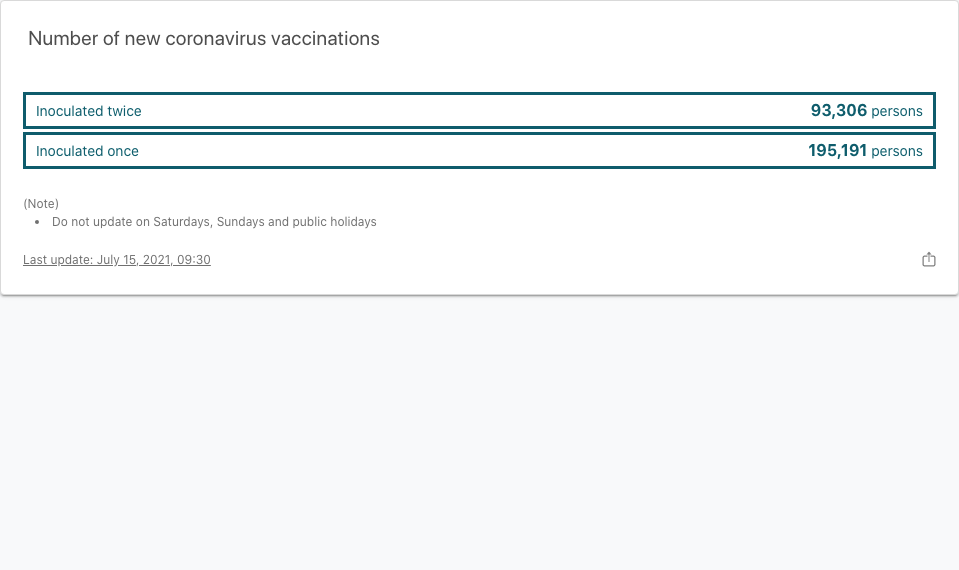 Number of new coronavirus vaccinations
Inoculated twice 93,306 persons
Inoculated once 195,191 persons
(Note)
• Do not update on Saturdays, Sundays and public holidays
Last update: July 15, 2021, 09:30